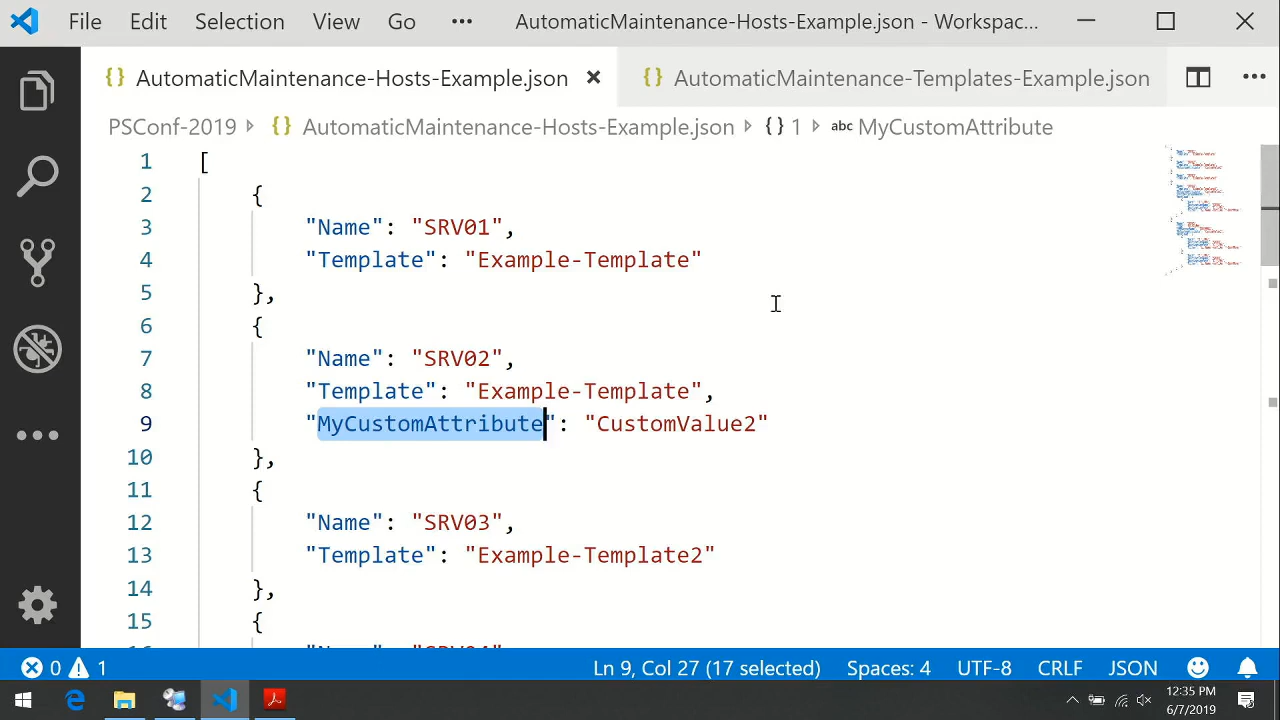 File Edit Selection View Go ••• AutomaticMaintenance-Hosts-Example.json - Workspac...
{} AutomaticMaintenance-Hosts-Example.json × {} AutomaticMaintenance-Templates-Example.json
PSConf-2019 {} AutomaticMaintenance-Hosts-Example.json {} 1 abc MyCustomAttribute
1 [
2 {
3 "Name": "SRV01",
4 "Template": "Example-Template"
5 },
6 {
7 "Name": "SRV02",
8 "Template": "Example-Template",
9 "MyCustomAttribute": "CustomValue2"
10 },
11 {
12 "Name": "SRV03",
13 "Template": "Example-Template2"
14 },
15 {
0 1 Ln 9, Col 27 (17 selected) Spaces: 4 UTF-8 CRLF JSON
12:35 PM
6/7/2019